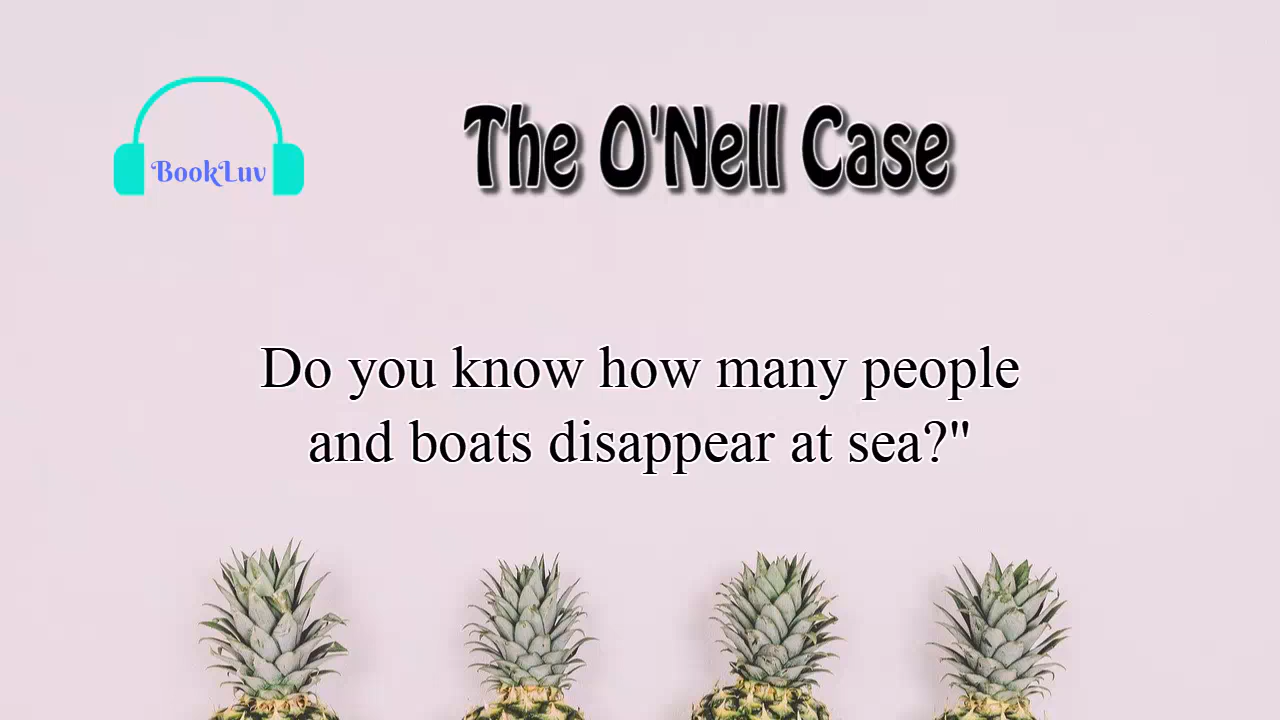 BookLuv
The O'Nell Case
Do you know how many people
and boats disappear at sea?"